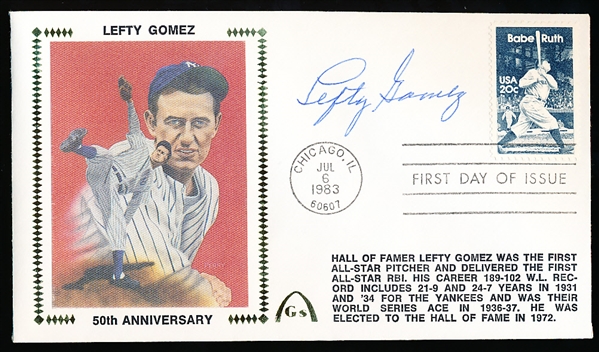 LEFTY GOMEZ
Lefty Gomez
Babe Ruth
USA
20c
CHICAGO, IL
JUL
6
1983
60607
FIRST DAY OF ISSUE
50th ANNIVERSARY
Gs
HALL OF FAMER LEFTY GOMEZ WAS THE FIRST
ALL-STAR PITCHER AND DELIVERED THE FIRST
ALL-STAR RBI. HIS CAREER 189-102 W.L. REC-
ORD INCLUDES 21-9 AND 24-7 YEARS IN 1931
AND '34 FOR THE YANKEES AND WAS THEIR
WORLD SERIES ACE IN 1936-37. HE WAS
ELECTED TO THE HALL OF FAME IN 1972.